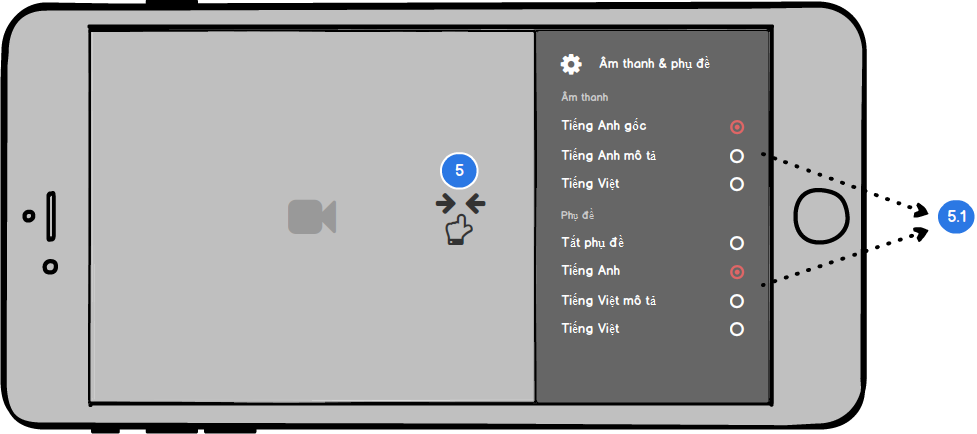 Âm thanh & phụ đề
Âm thanh
Tiếng Anh gốc
Tiếng Anh mô tả
Tiếng Việt
Phụ đề
Tắt phụ đề
Tiếng Anh
Tiếng Việt mô tả
Tiếng Việt
5
5.1